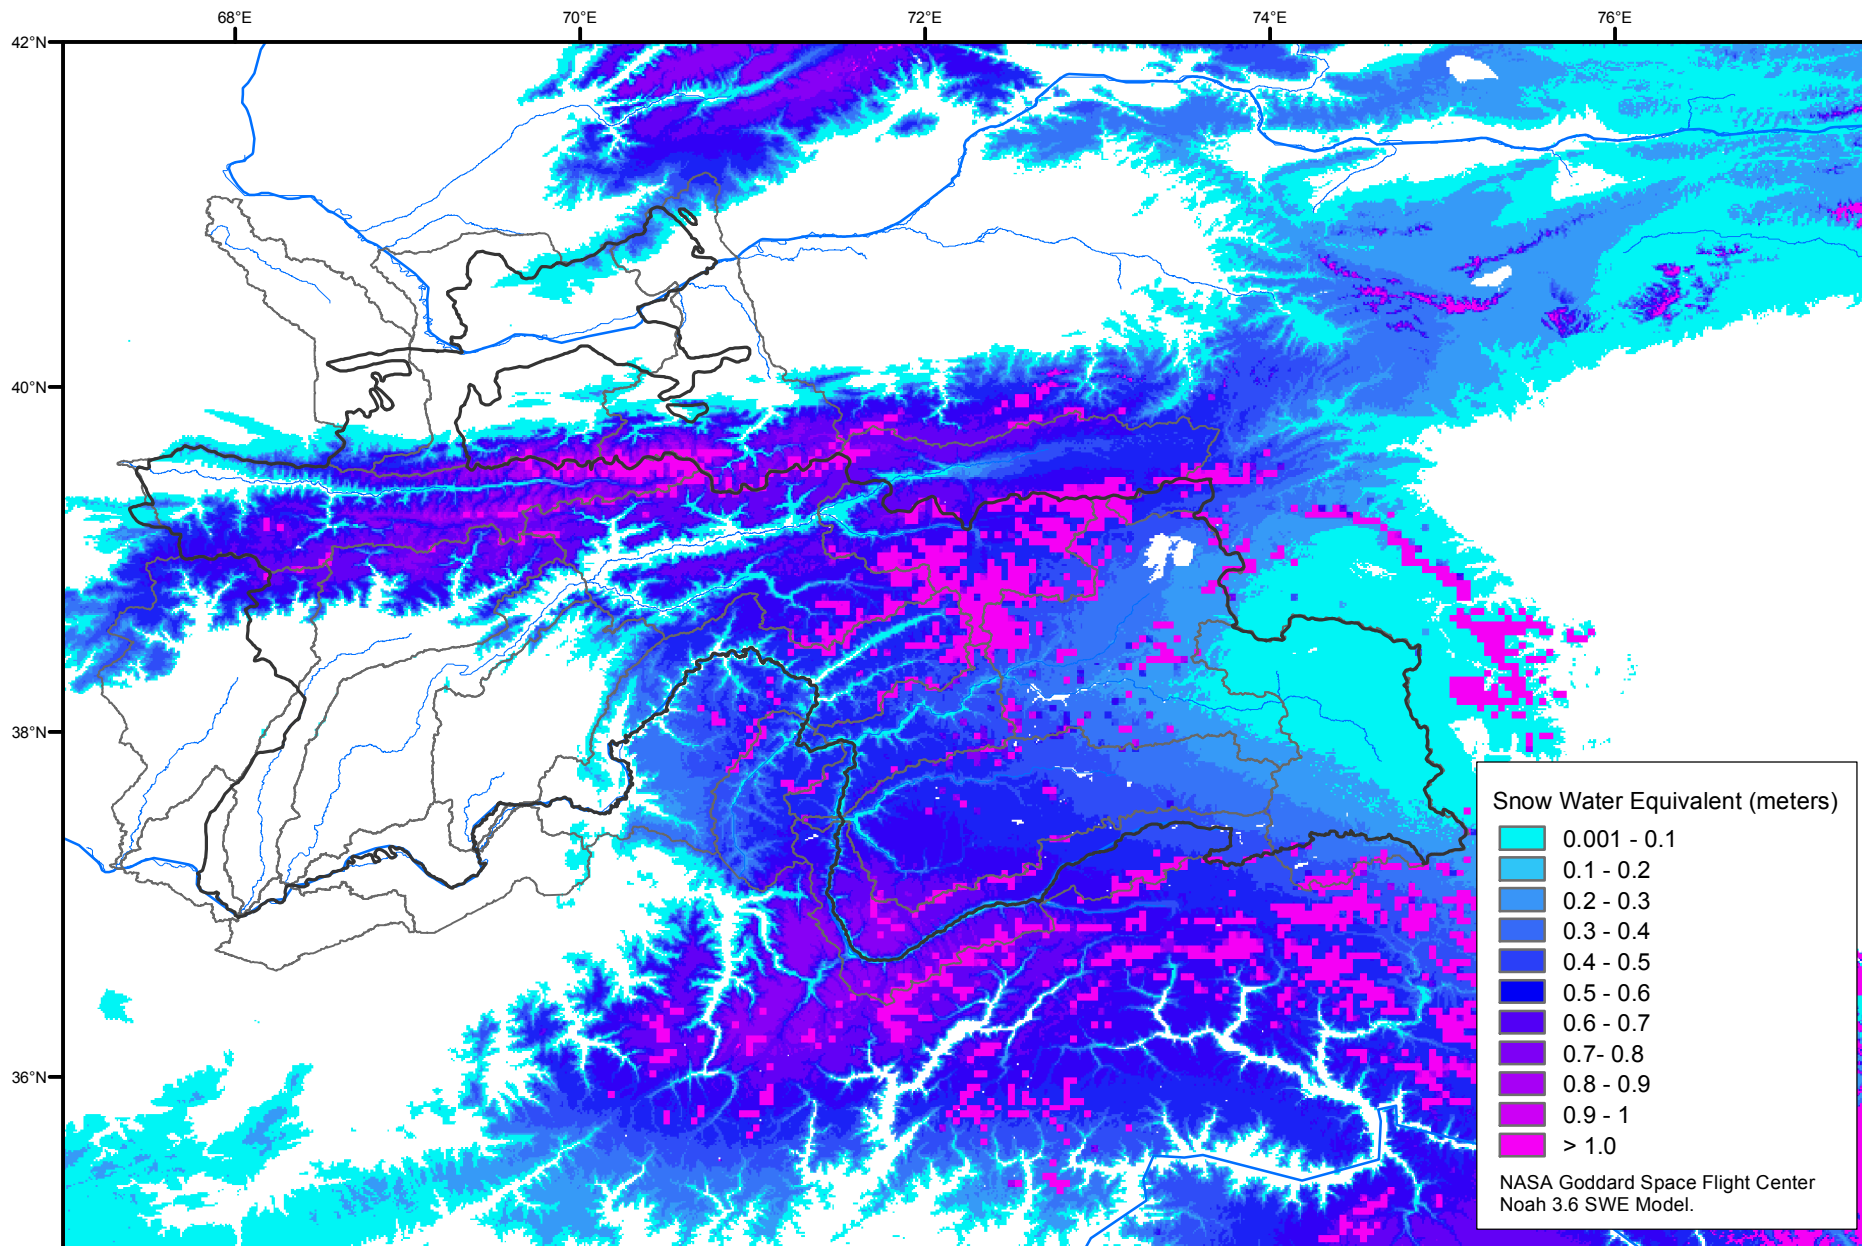 68°E 70°E 72°E 74°E 76°E
42°N
40°N
38°N
36°N
Snow Water Equivalent (meters)
0.001 - 0.1
0.1 - 0.2
0.2 - 0.3
0.3 - 0.4
0.4 - 0.5
0.5 - 0.6
0.6 - 0.7
0.7- 0.8
0.8 - 0.9
0.9 - 1
> 1.0
NASA Goddard Space Flight Center
Noah 3.6 SWE Model.